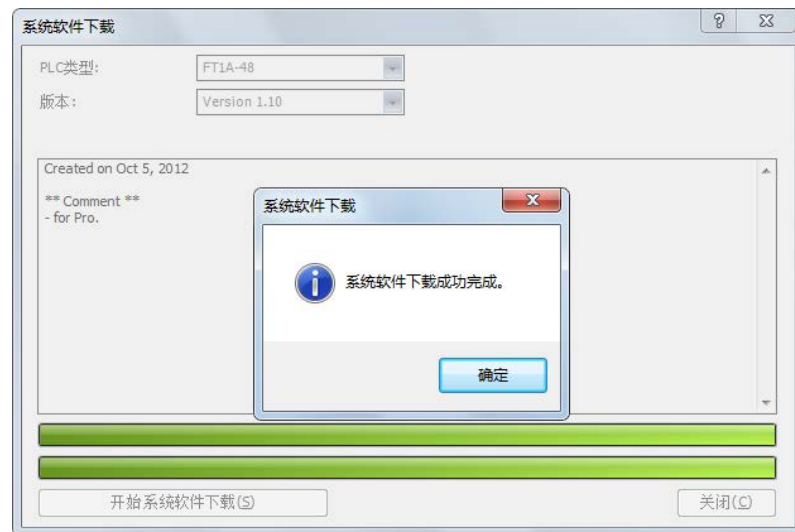 系统软件下载
PLC类型: FT1A-48
版本: Version 1.10
Created on Oct 5, 2012
** Comment **
- for Pro.
系统软件下载
系统软件下载成功完成。
确定
开始系统软件下载(S) 关闭(C)